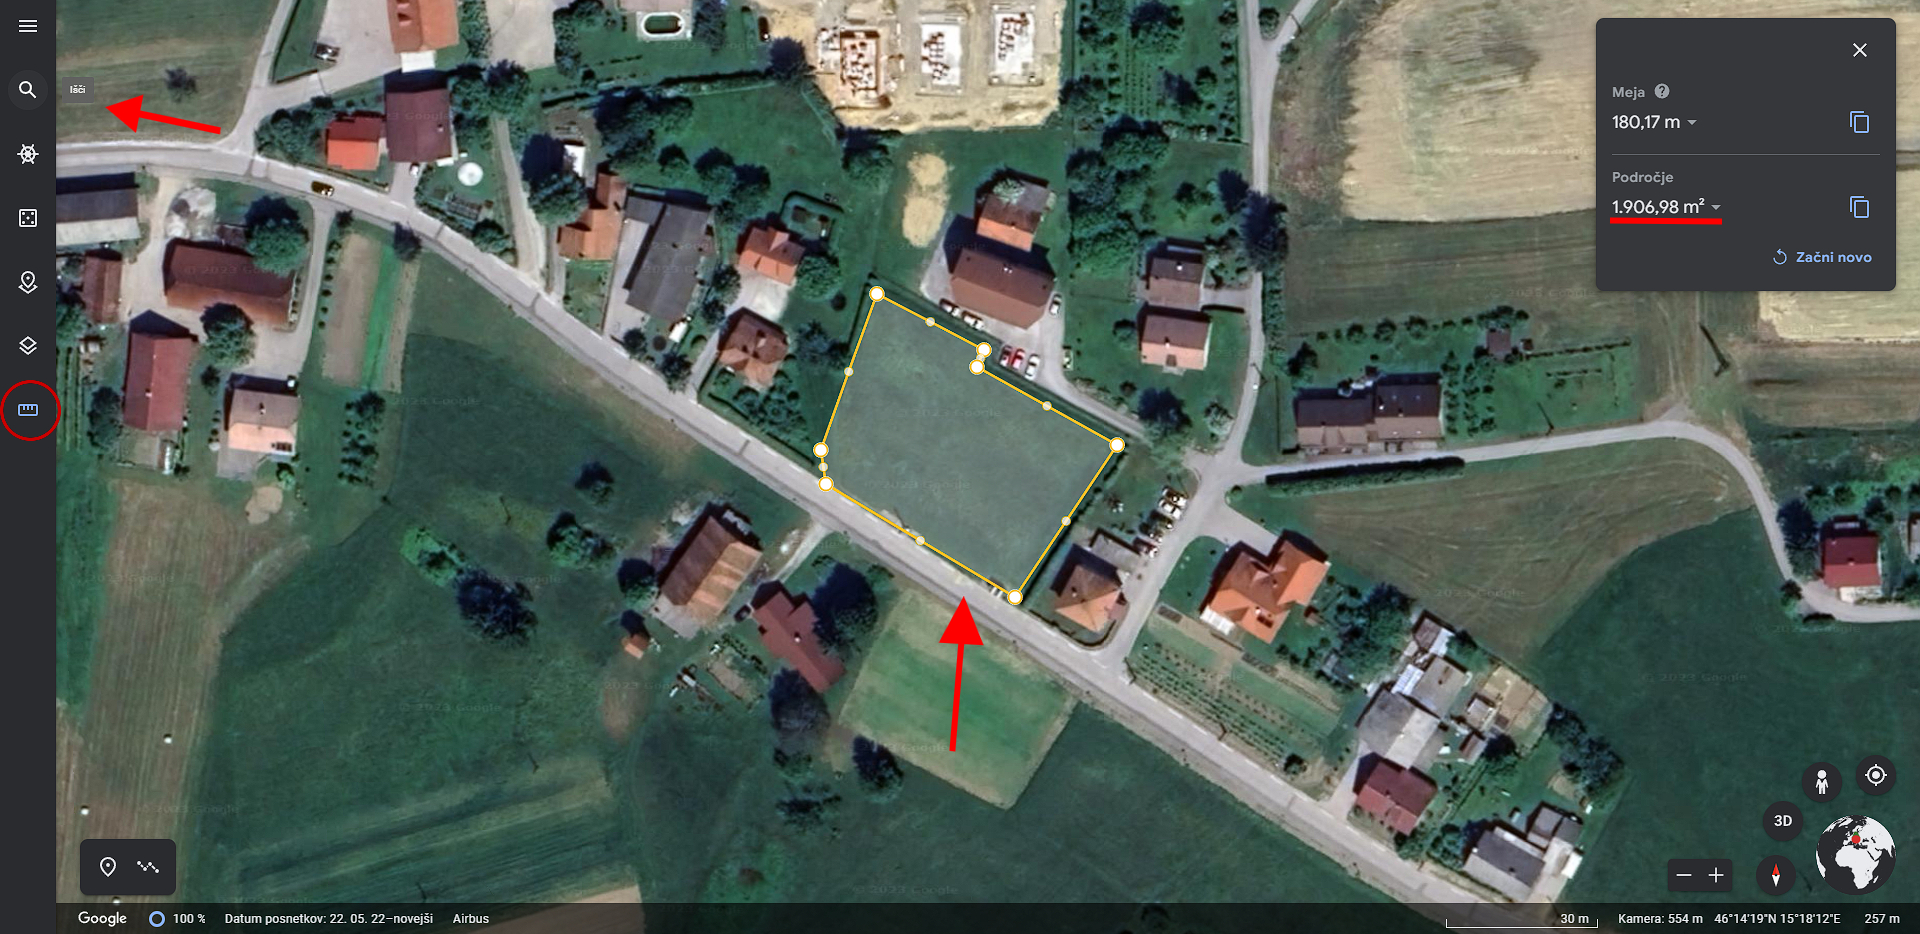 Išči
Meja
180,17 m
Področje
1.906,98 m²
Začni novo
3D
Google
100 %
Datum posnetkov: 22. 05. 22–novejši
Airbus
30 m
Kamera: 554 m
46°14'19"N 15°18'12"E
257 m